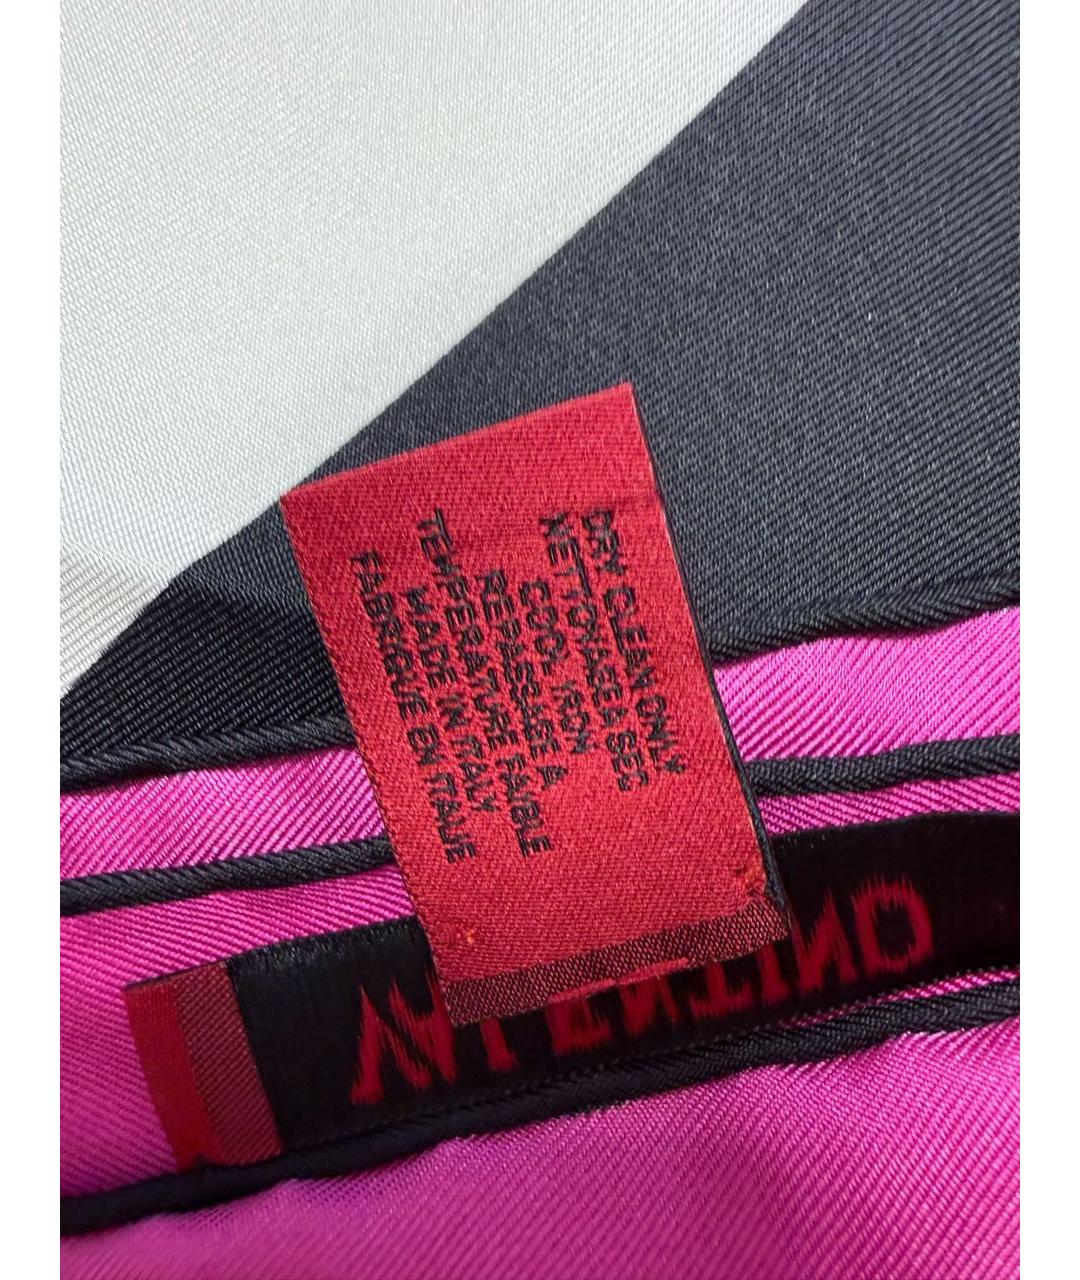 DRY CLEAN ONLY
NETTOYAGE A SEC
COOL IRON
REPASSAGE A
TEMPERATURE FAIBLE
MADE IN ITALY
FABRIQUE EN ITALIE
VALENTINO